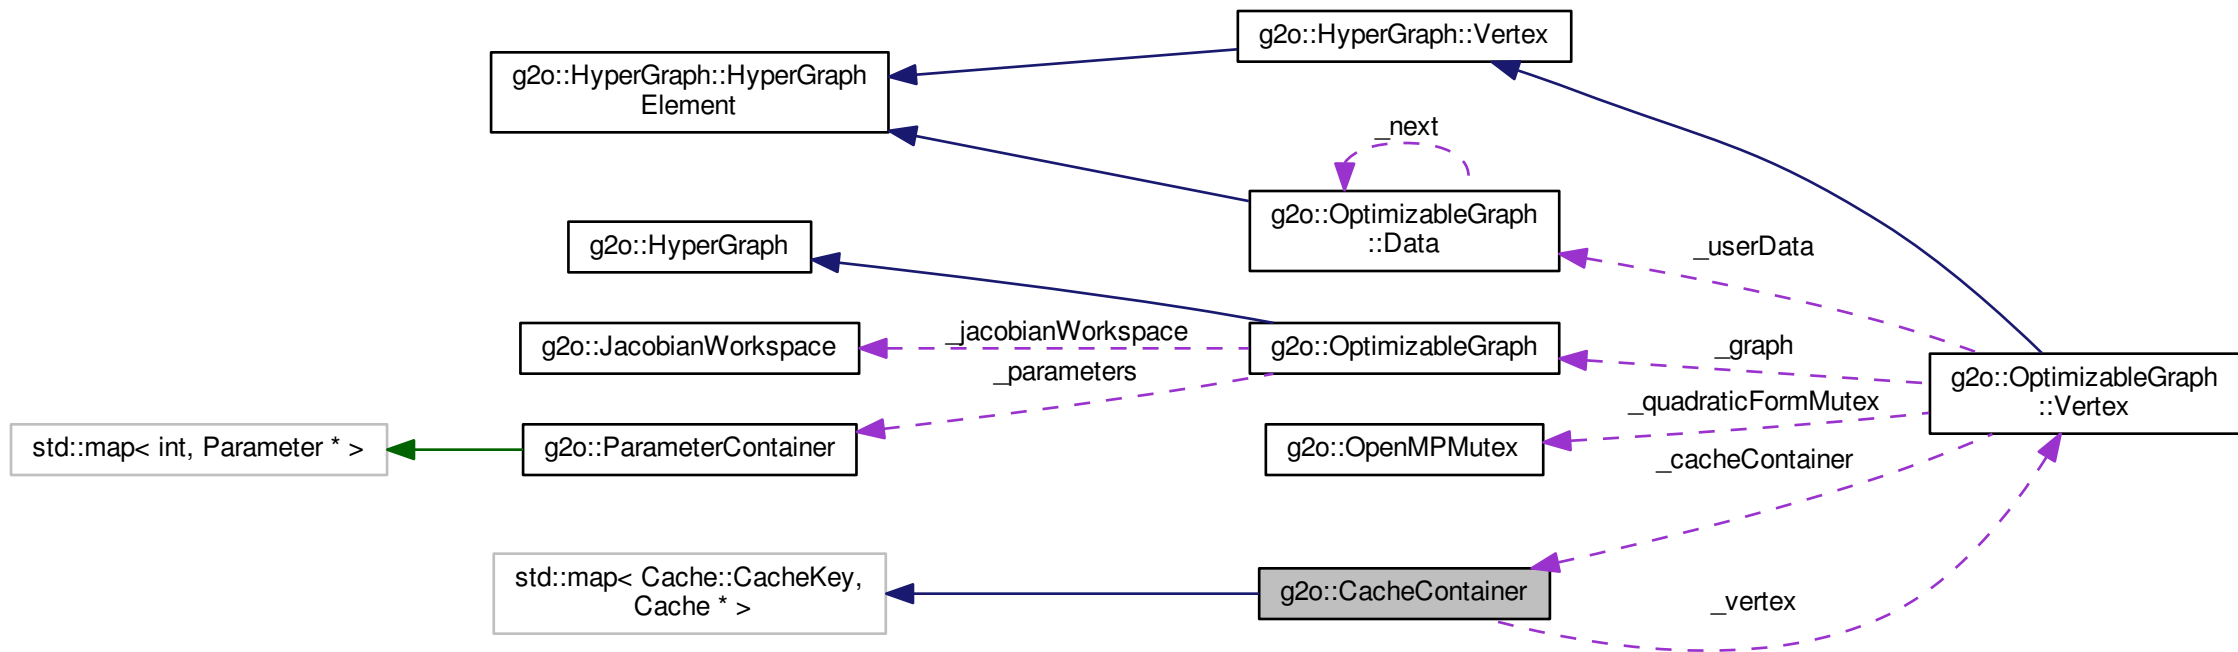 g2o::HyperGraph::Vertex
g2o::HyperGraph::HyperGraph
Element
_next
g2o::OptimizableGraph
::Data
g2o::HyperGraph
_userData
_jacobianWorkspace
g2o::JacobianWorkspace
g2o::OptimizableGraph
_graph
_parameters
g2o::OptimizableGraph
::Vertex
_quadraticFormMutex
std::map< int, Parameter * >
g2o::ParameterContainer
g2o::OpenMPMutex
_cacheContainer
std::map< Cache::CacheKey,
Cache * >
g2o::CacheContainer
_vertex